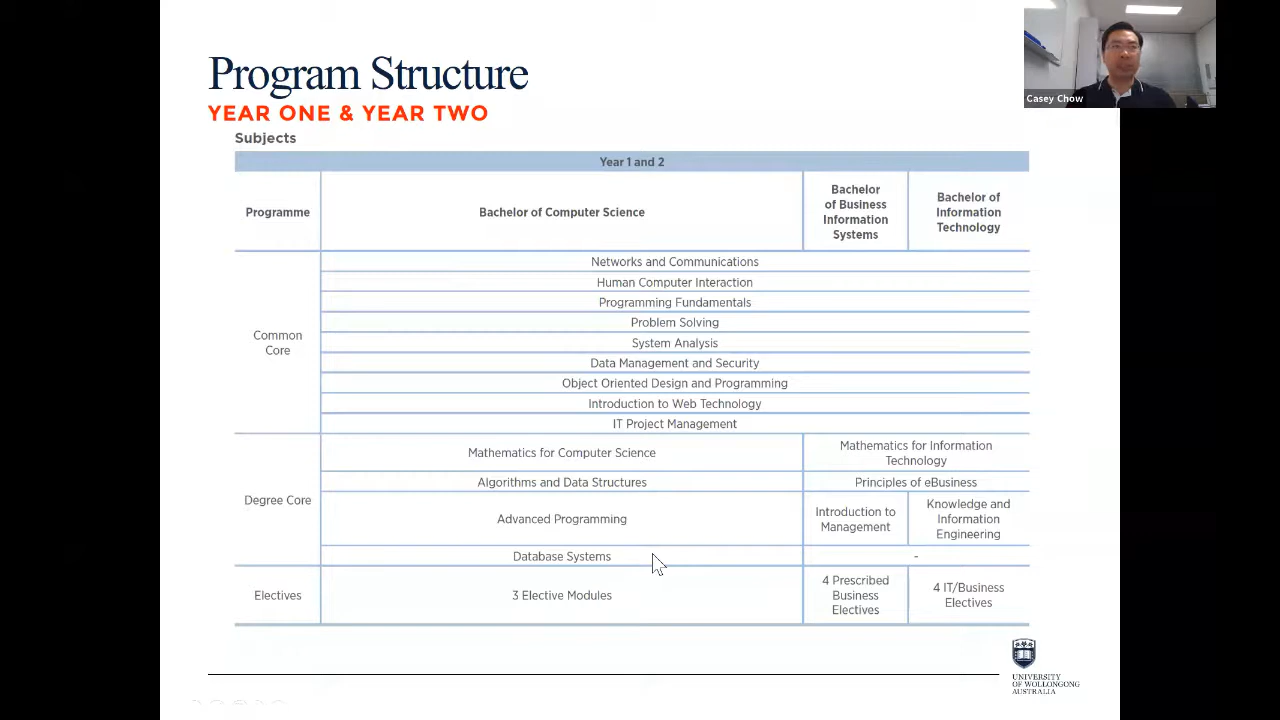 Program Structure
YEAR ONE & YEAR TWO
Casey Chow
Subjects
Year 1 and 2
Programme
Bachelor of Computer Science
Bachelor
of Business
Information
Systems
Bachelor of
Information
Technology
Common
Core
Networks and Communications
Human Computer Interaction
Programming Fundamentals
Problem Solving
System Analysis
Data Management and Security
Object Oriented Design and Programming
Introduction to Web Technology
IT Project Management
Degree Core
Mathematics for Computer Science
Mathematics for Information
Technology
Algorithms and Data Structures
Principles of eBusiness
Advanced Programming
Introduction to
Management
Knowledge and
Information
Engineering
Database Systems
-
Electives
3 Elective Modules
4 Prescribed
Business
Electives
4 IT/Business
Electives
UNIVERSITY
OF WOLLONGONG
AUSTRALIA